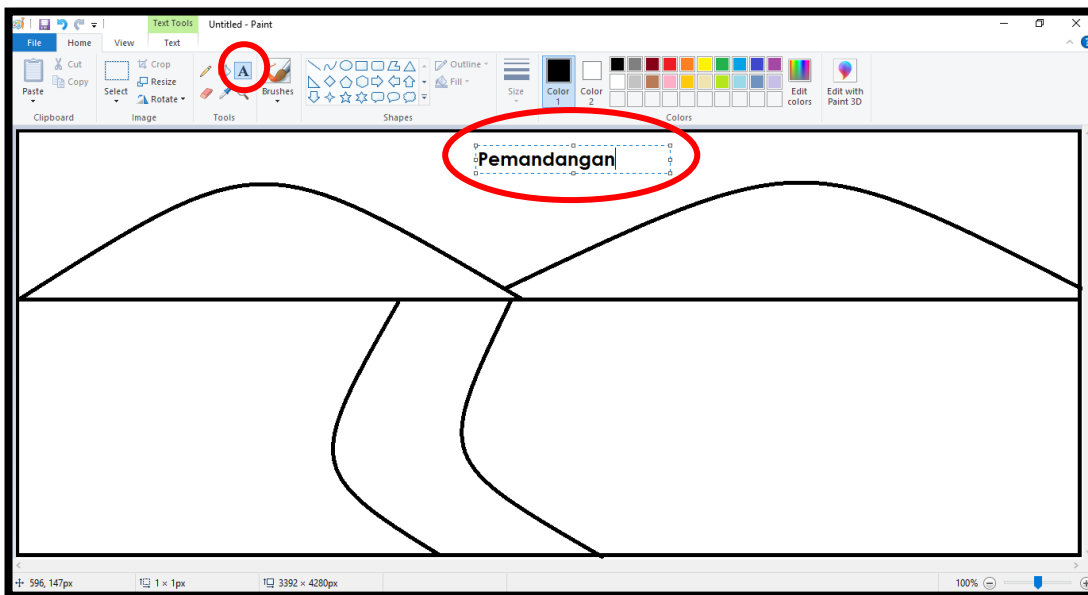 Text Tools Untitled - Paint
File Home View Text
Paste
Cut
Copy
Select
Crop
Resize
Rotate
A
Brushes
Outline
Fill
Size
Color 1
Color 2
Edit colors
Edit with Paint 3D
Clipboard Image Tools Shapes Colors
Pemandangan
596, 147px 1 × 1px 3392 × 4280px 100%